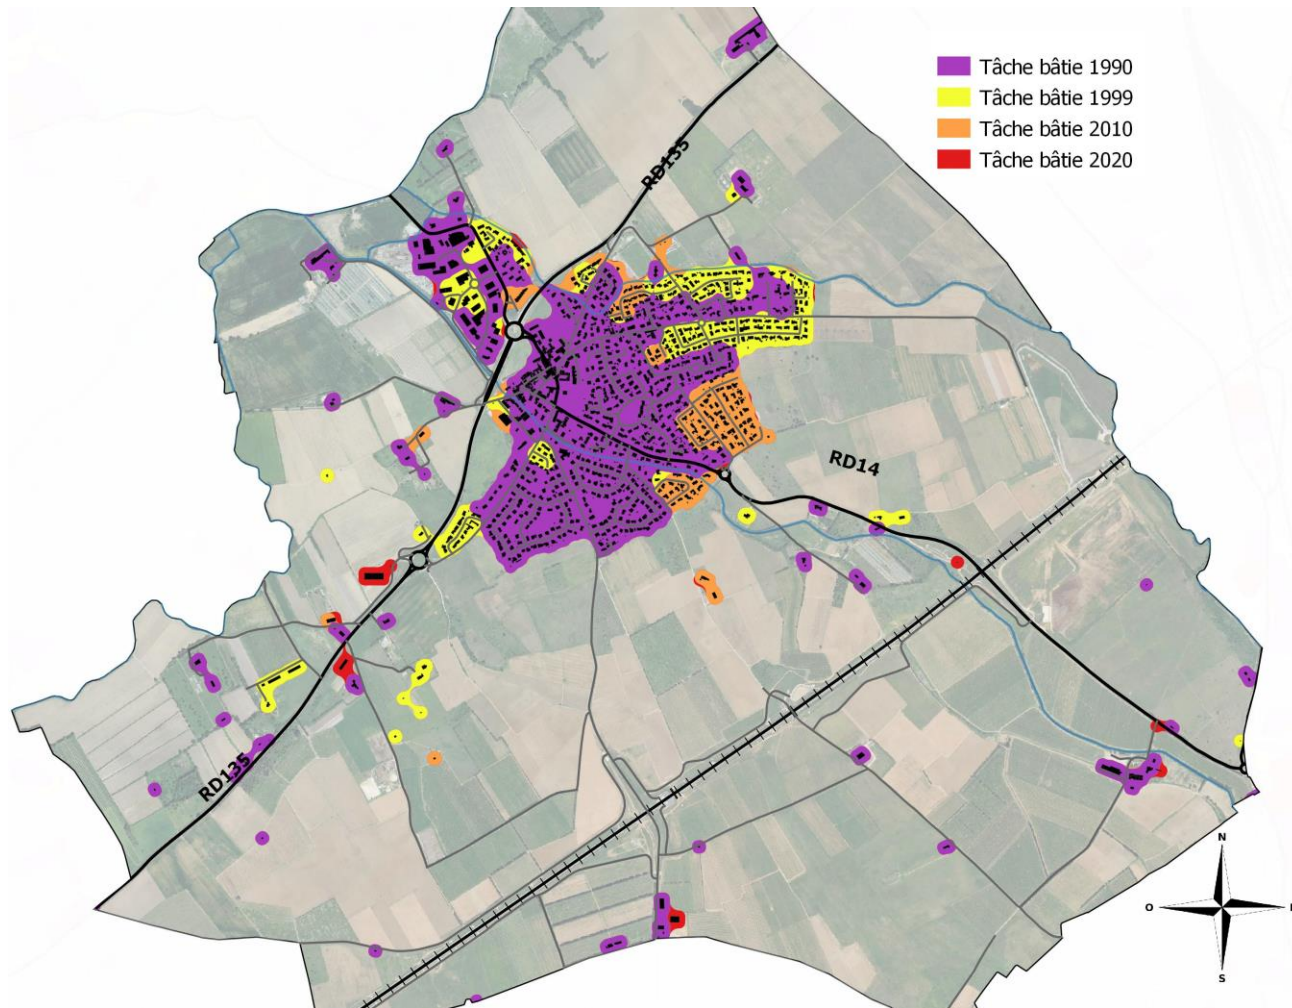 Tâche bâtie 1990
Tâche bâtie 1999
Tâche bâtie 2010
Tâche bâtie 2020
RD135
RD14
RD135
N
O
S